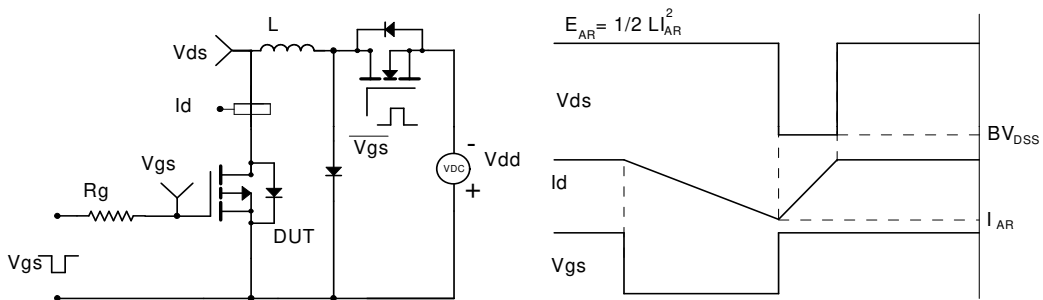 L
Vds
Id
Vgs
Vgs
Rg
DUT
Vgs
-
VDC
+
Vdd
E_AR = 1/2 LI_AR^2
Vds
BV_DSS
Id
I_AR
Vgs